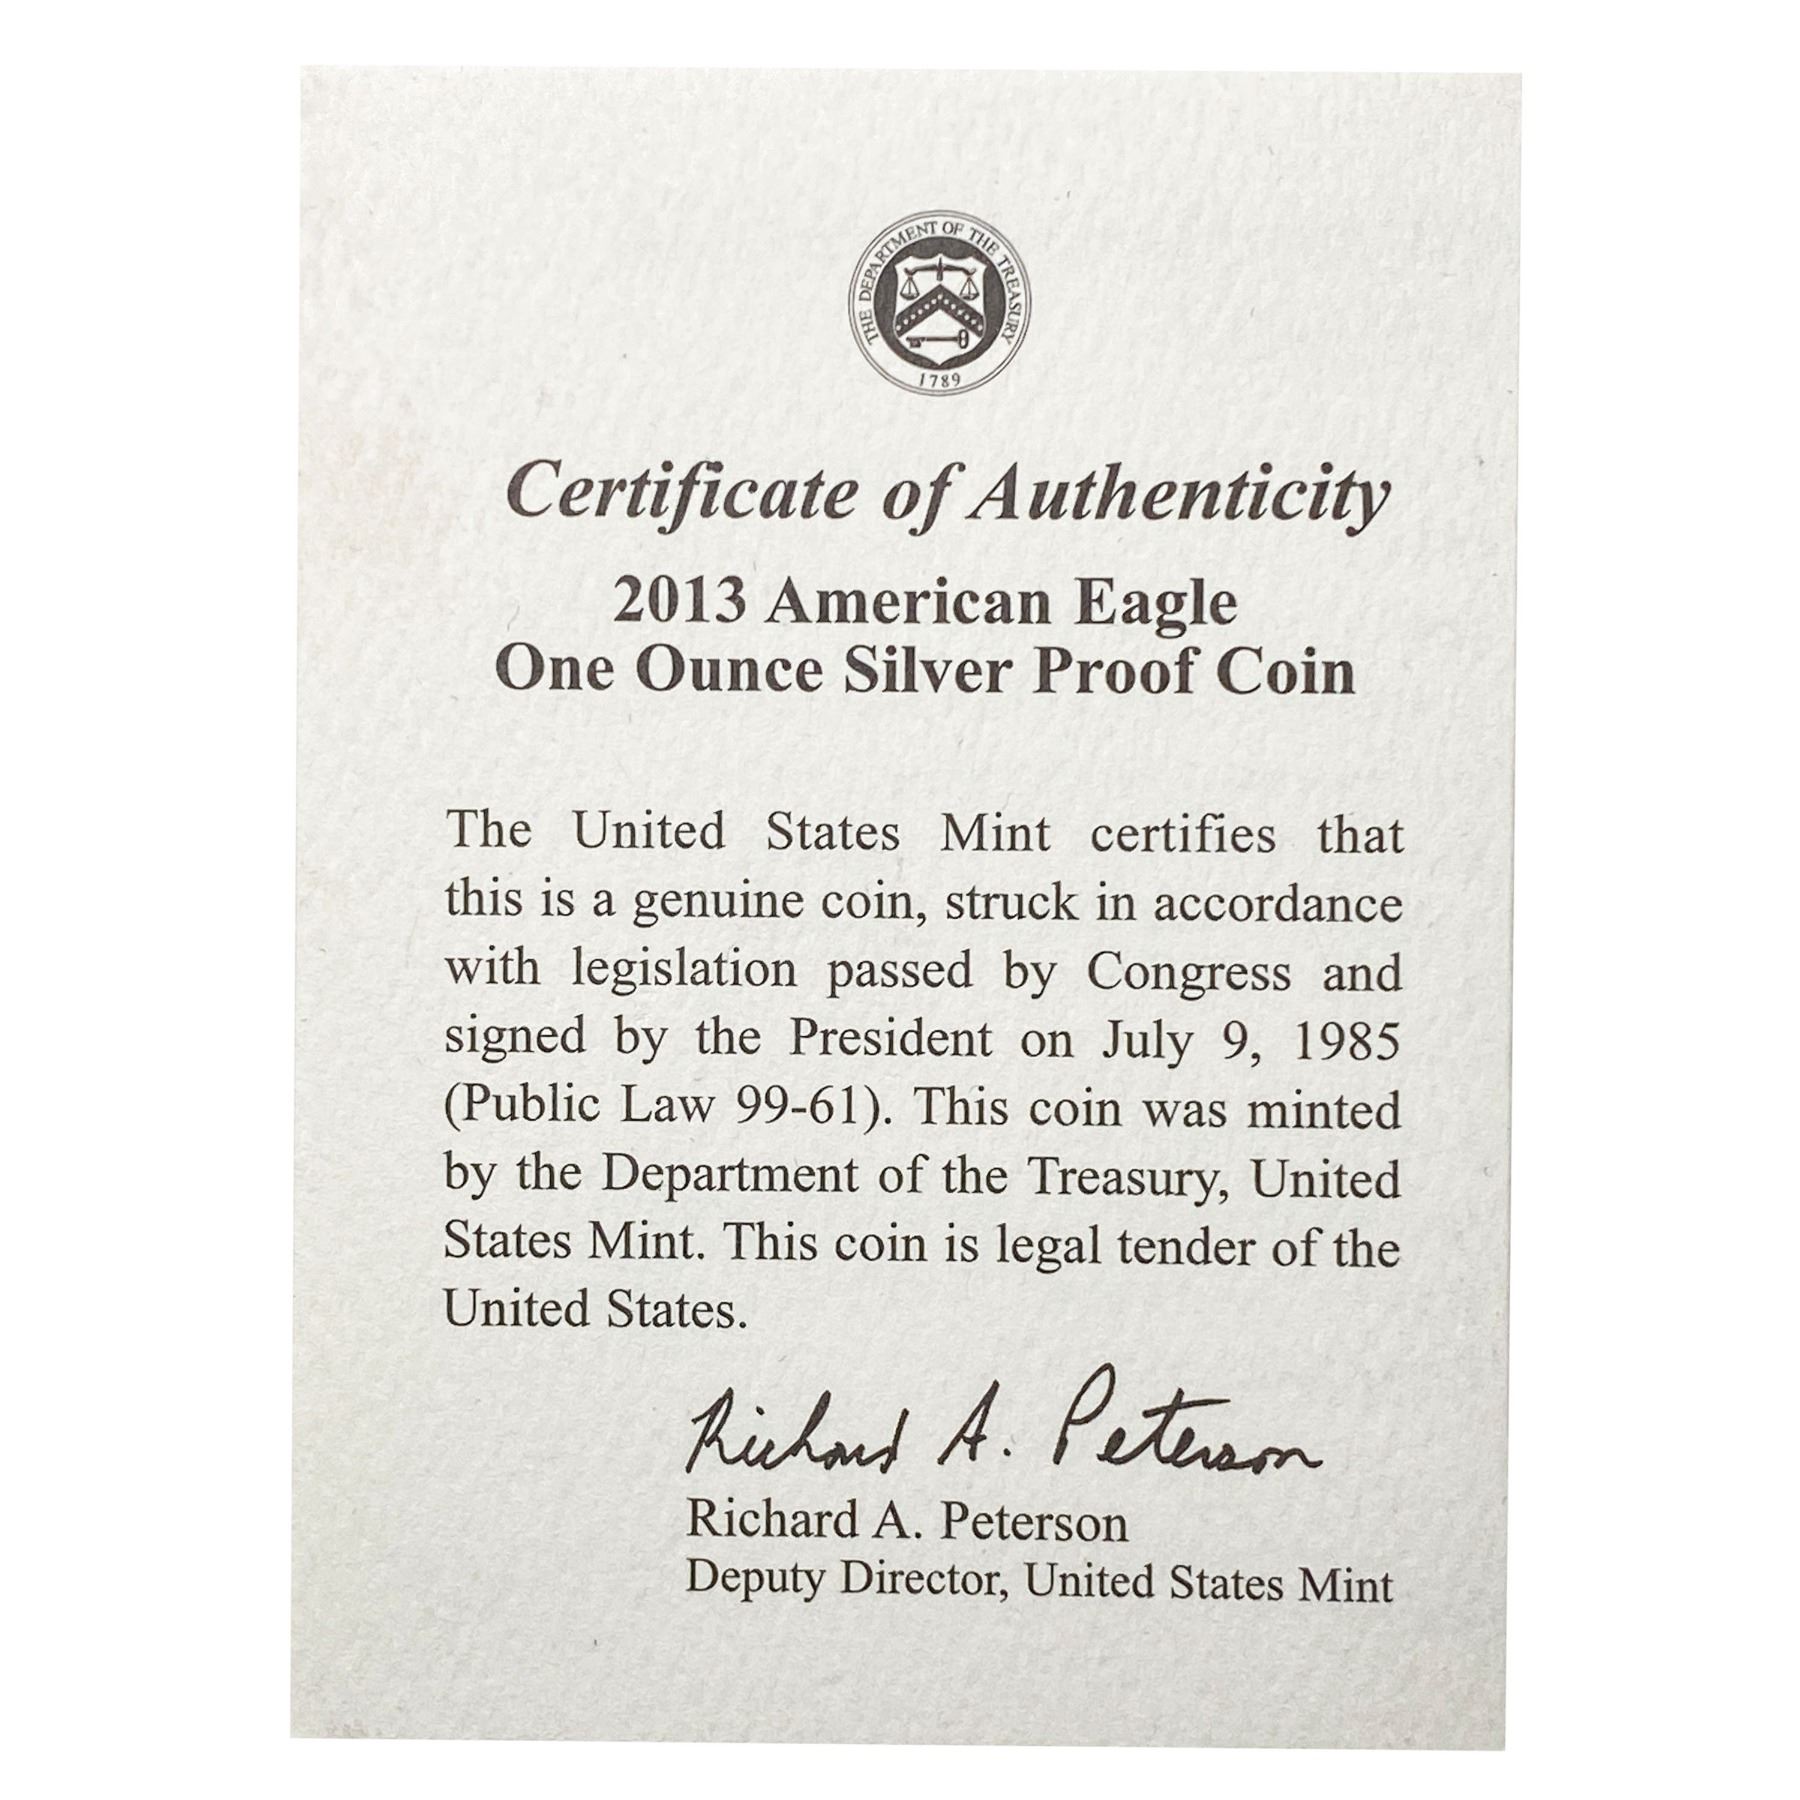 THE DEPARTMENT OF THE TREASURY
1789
Certificate of Authenticity
2013 American Eagle
One Ounce Silver Proof Coin
The United States Mint certifies that
this is a genuine coin, struck in accordance
with legislation passed by Congress and
signed by the President on July 9, 1985
(Public Law 99-61). This coin was minted
by the Department of the Treasury, United
States Mint. This coin is legal tender of the
United States.
Richard A. Peterson
Richard A. Peterson
Deputy Director, United States Mint